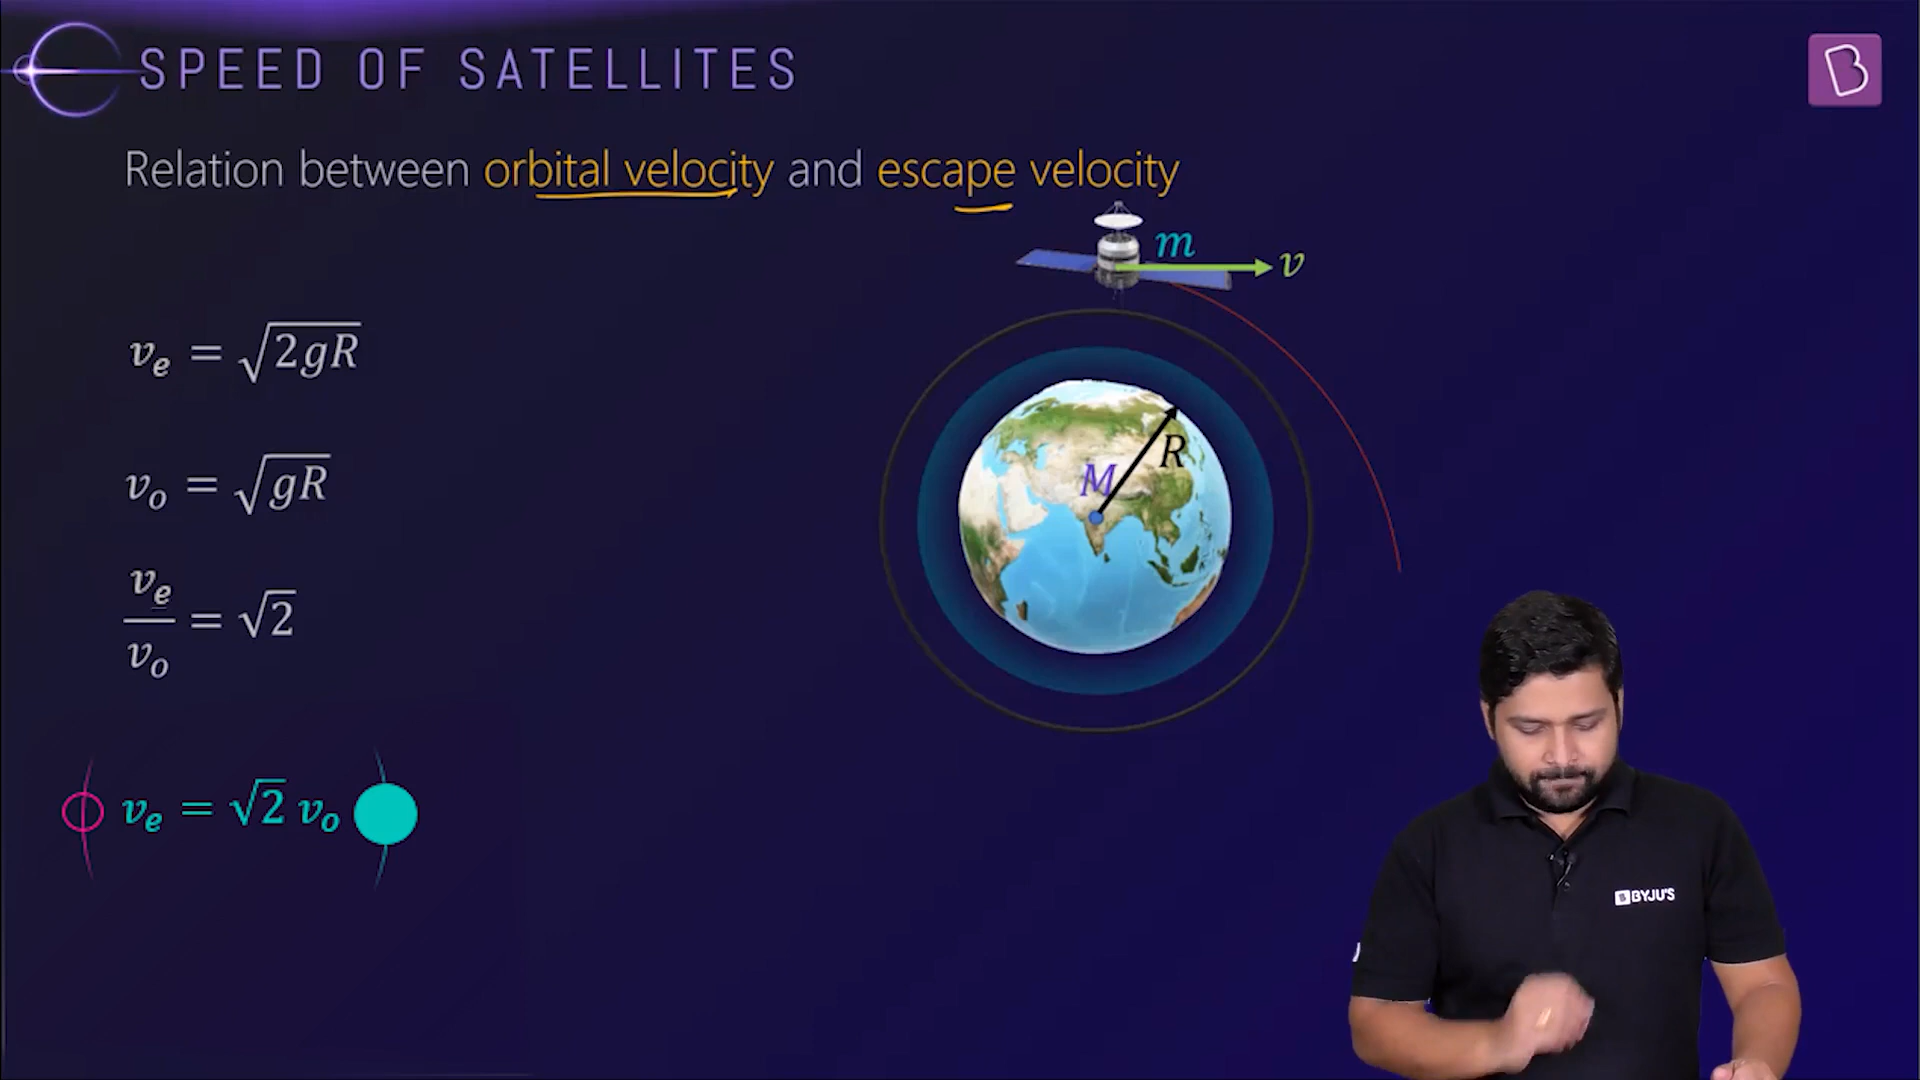 SPEED OF SATELLITES
B
Relation between orbital velocity and escape velocity
m
v
vₑ = √2gR
R
M
vₒ = √gR
vₑ/vₒ = √2
vₑ = √2 vₒ
B BYJU'S